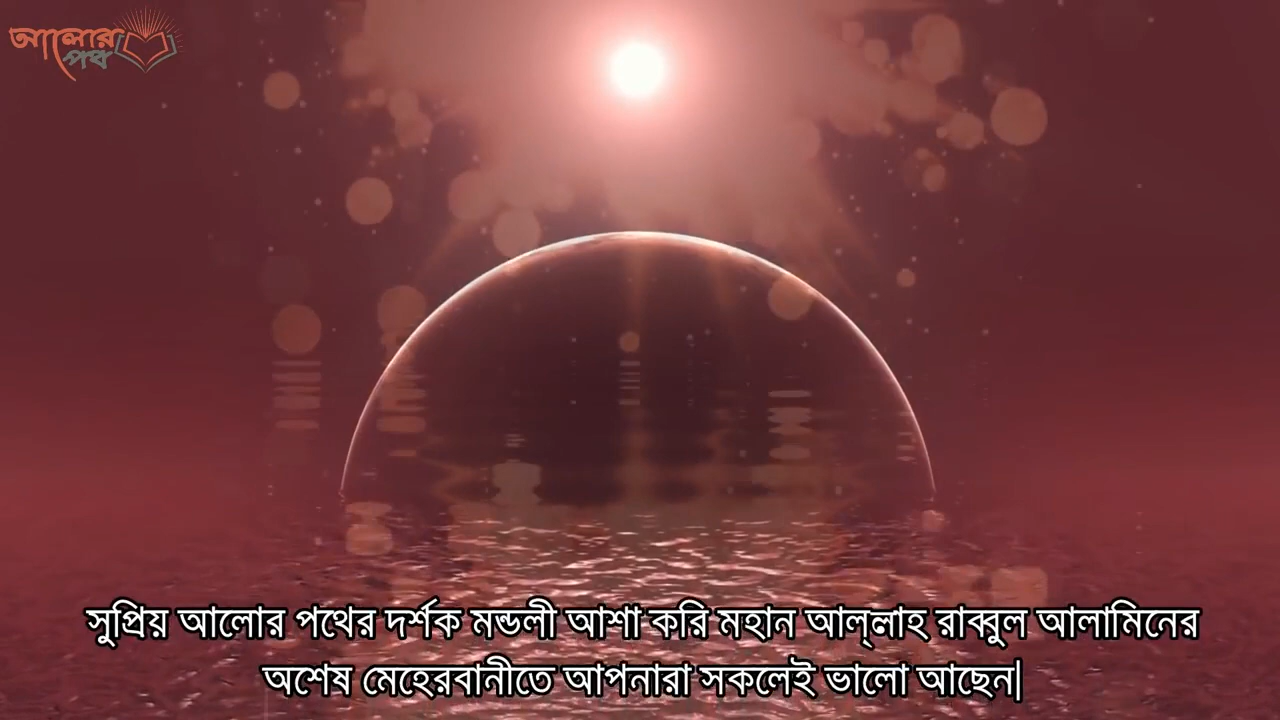 আলোর
পথ
সুপ্রিয় আলোর পথের দর্শক মন্ডলী আশা করি মহান আল্লাহ রাব্বুল আলামিনের
অশেষ মেহেরবানীতে আপনারা সকলেই ভালো আছেন|